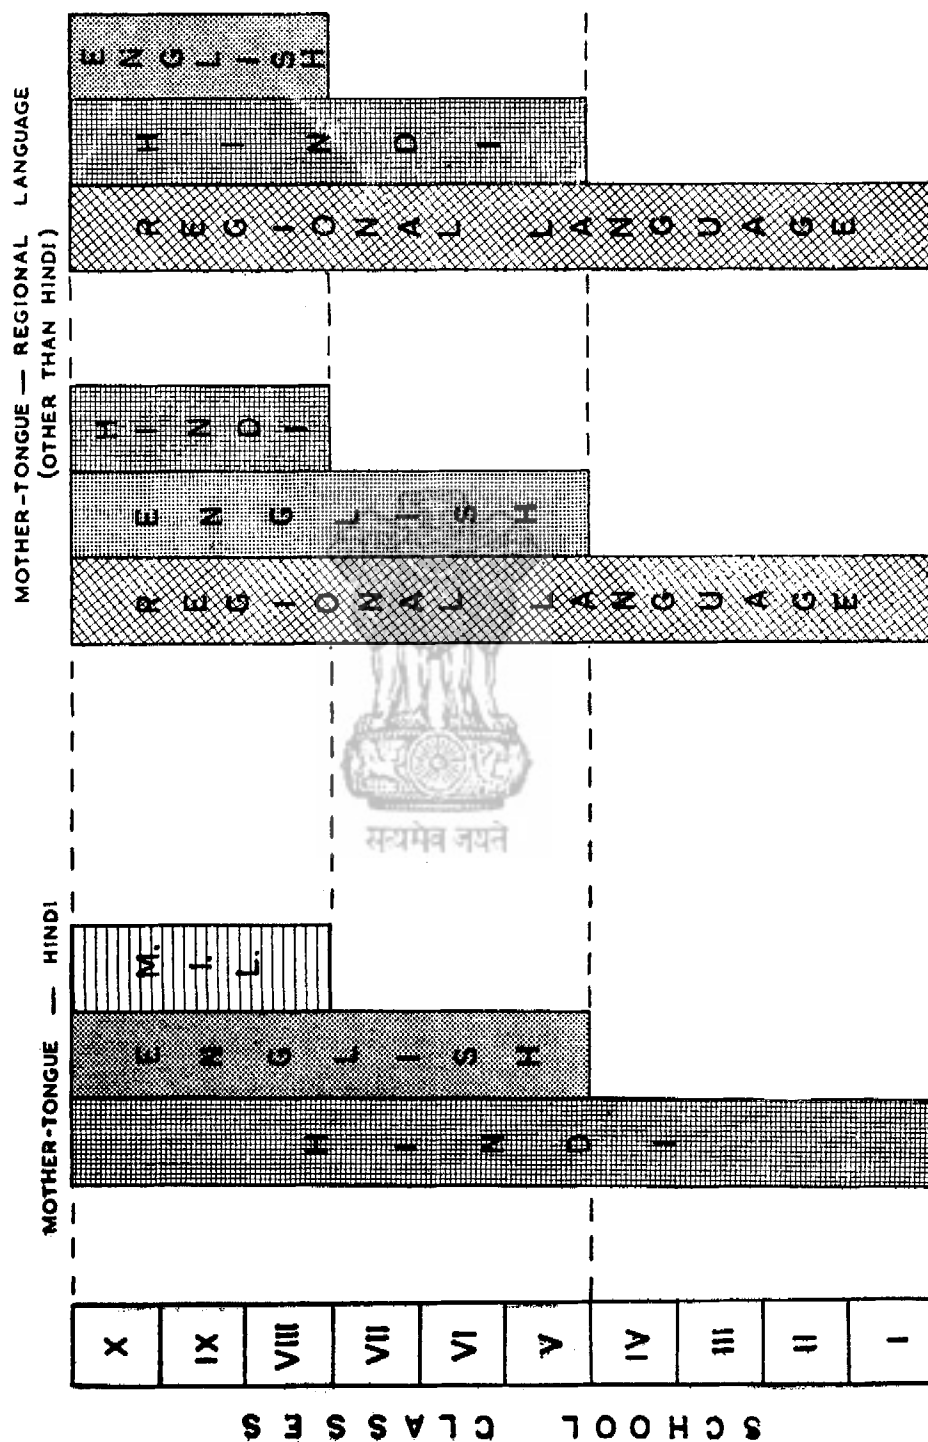 MOTHER-TONGUE — HINDI
MOTHER-TONGUE — REGIONAL LANGUAGE
(OTHER THAN HINDI)
X
IX
VIII
VII
VI
V
IV
III
II
I
SCHOOL CLASSES
HINDI
ENGLISH
M. I. L.
REGIONAL LANGUAGE
ENGLISH
HINDI
REGIONAL LANGUAGE
HINDI
ENGLISH
सत्यमेव जयते